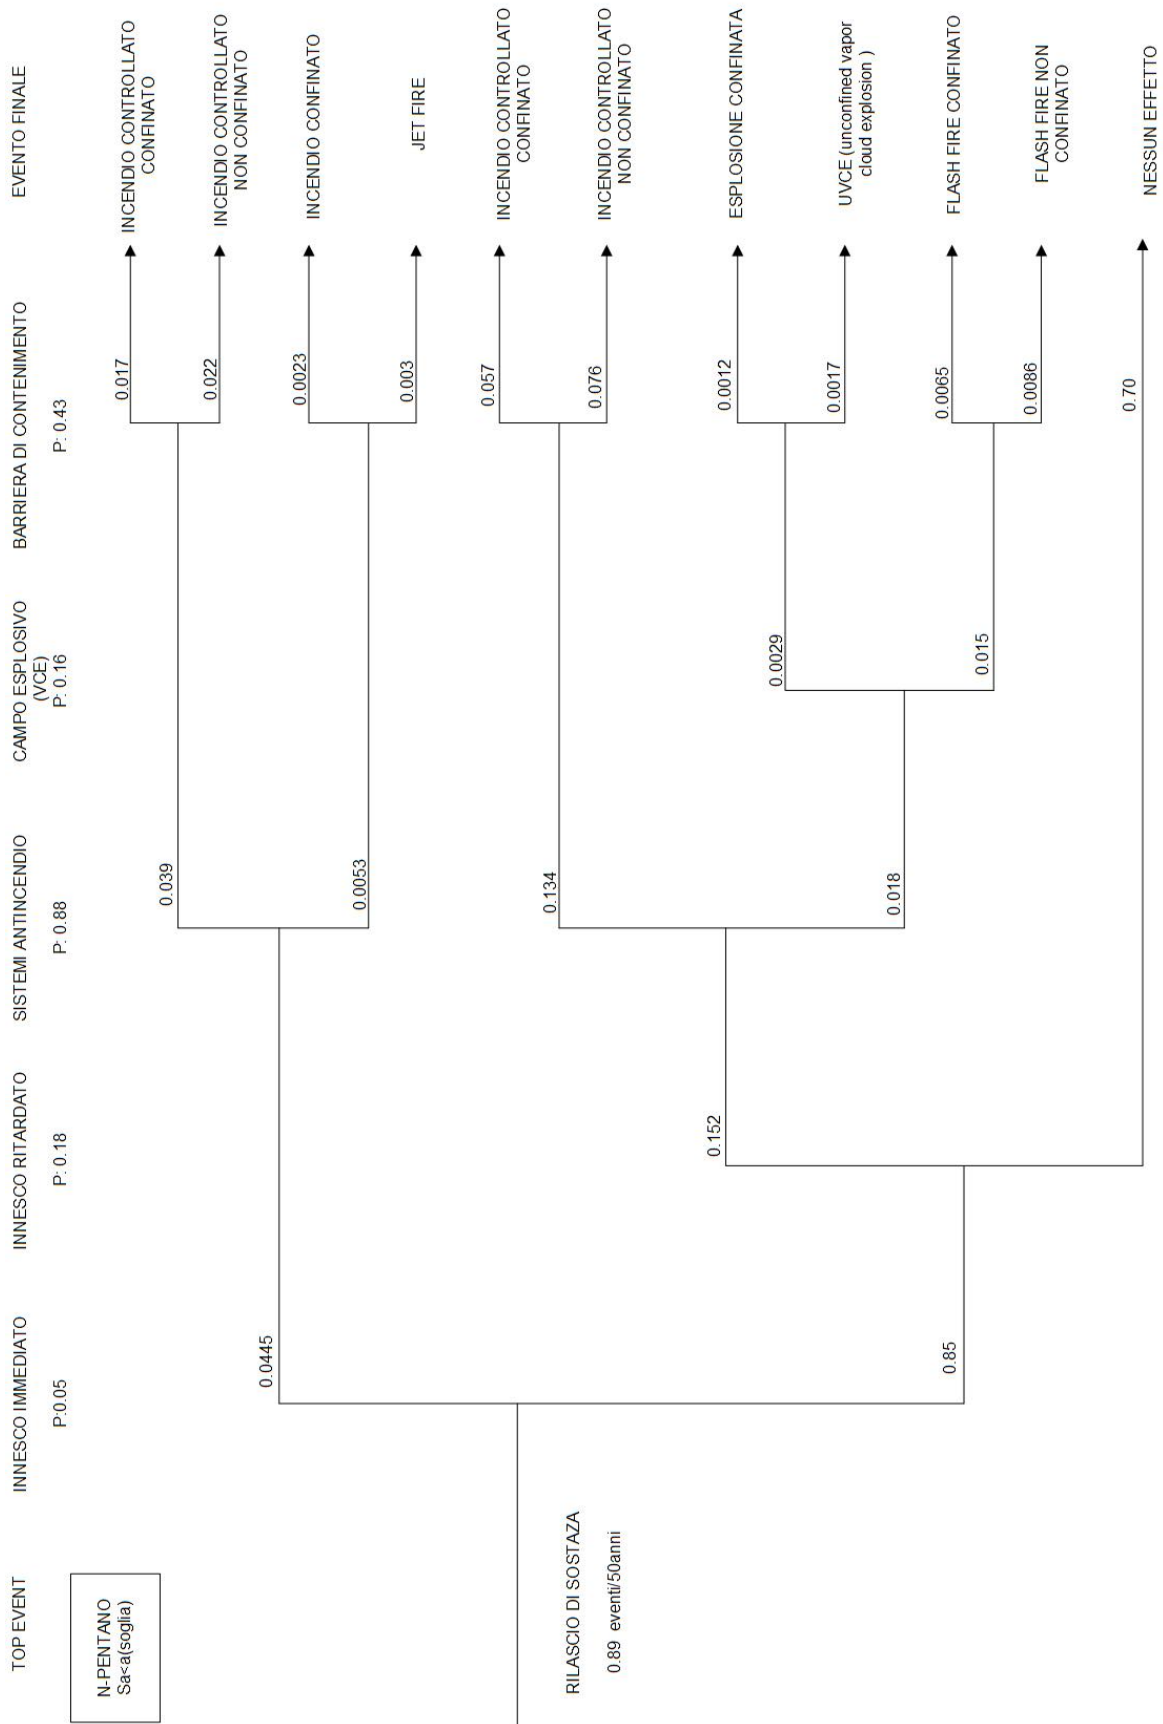 TOP EVENT
INNESCO IMMEDIATO
P:0.05
INNESCO RITARDATO
P: 0.18
SISTEMI ANTINCENDIO
P: 0.88
CAMPO ESPLOSIVO
(VCE)
P: 0.16
BARRIERA DI CONTENIMENTO
P: 0.43
EVENTO FINALE
N-PENTANO
Sa<a(soglia)
RILASCIO DI SOSTAZA
0.89 eventi/50anni
0.0445
0.85
0.152
0.039
0.0053
0.134
0.018
0.0029
0.015
0.017
INCENDIO CONTROLLATO
CONFINATO
0.022
INCENDIO CONTROLLATO
NON CONFINATO
0.0023
INCENDIO CONFINATO
0.003
JET FIRE
0.057
INCENDIO CONTROLLATO
CONFINATO
0.076
INCENDIO CONTROLLATO
NON CONFINATO
0.0012
ESPLOSIONE CONFINATA
0.0017
UVCE (unconfined vapor
cloud explosion )
0.0065
FLASH FIRE CONFINATO
0.0086
FLASH FIRE NON
CONFINATO
0.70
NESSUN EFFETTO